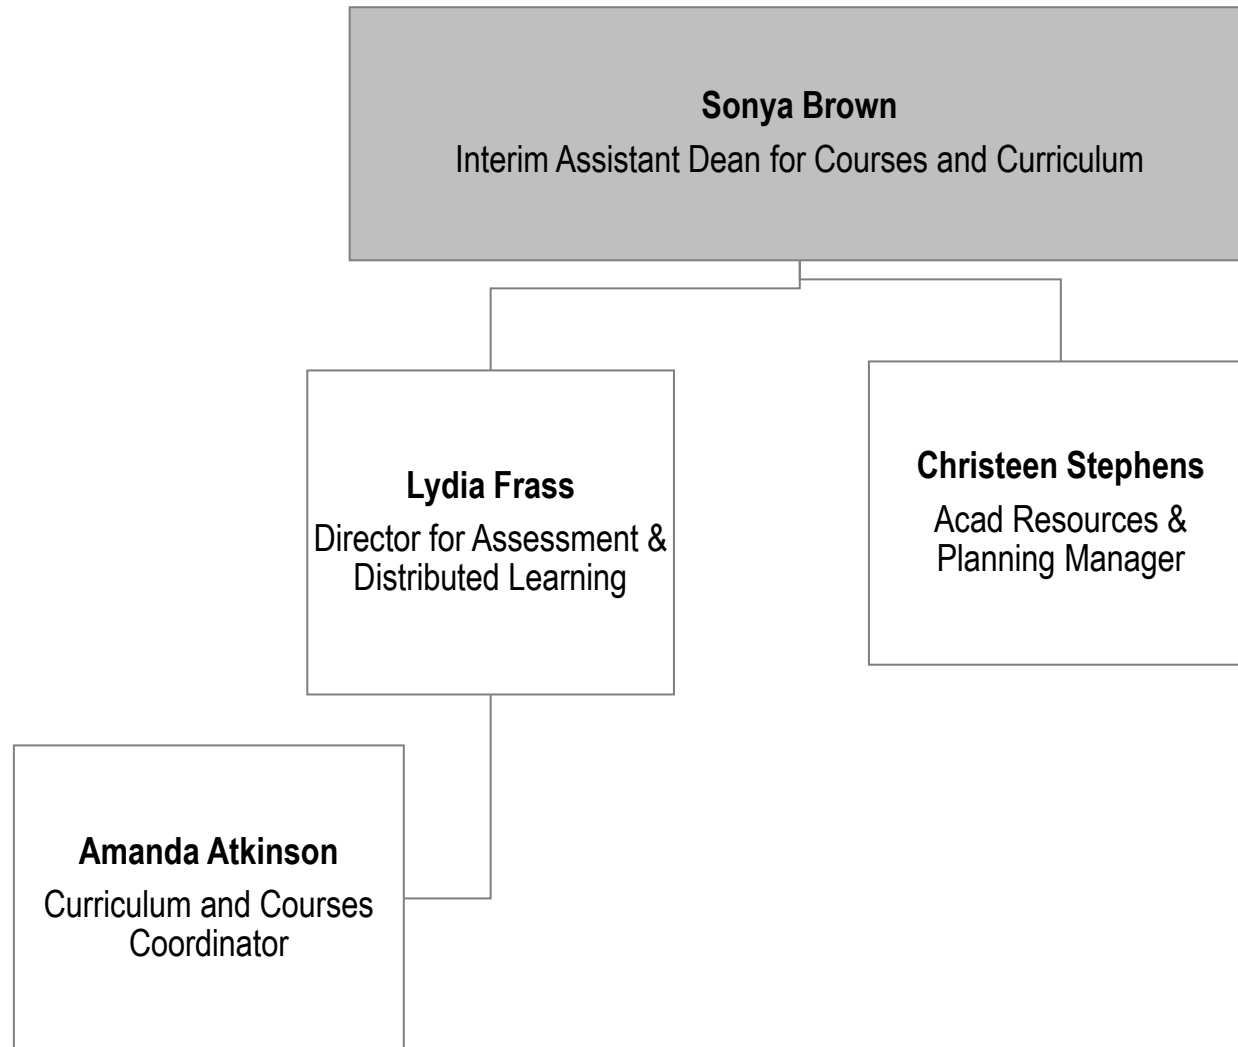 Sonya Brown
Interim Assistant Dean for Courses and Curriculum
Lydia Frass
Director for Assessment &
Distributed Learning
Christeen Stephens
Acad Resources &
Planning Manager
Amanda Atkinson
Curriculum and Courses
Coordinator